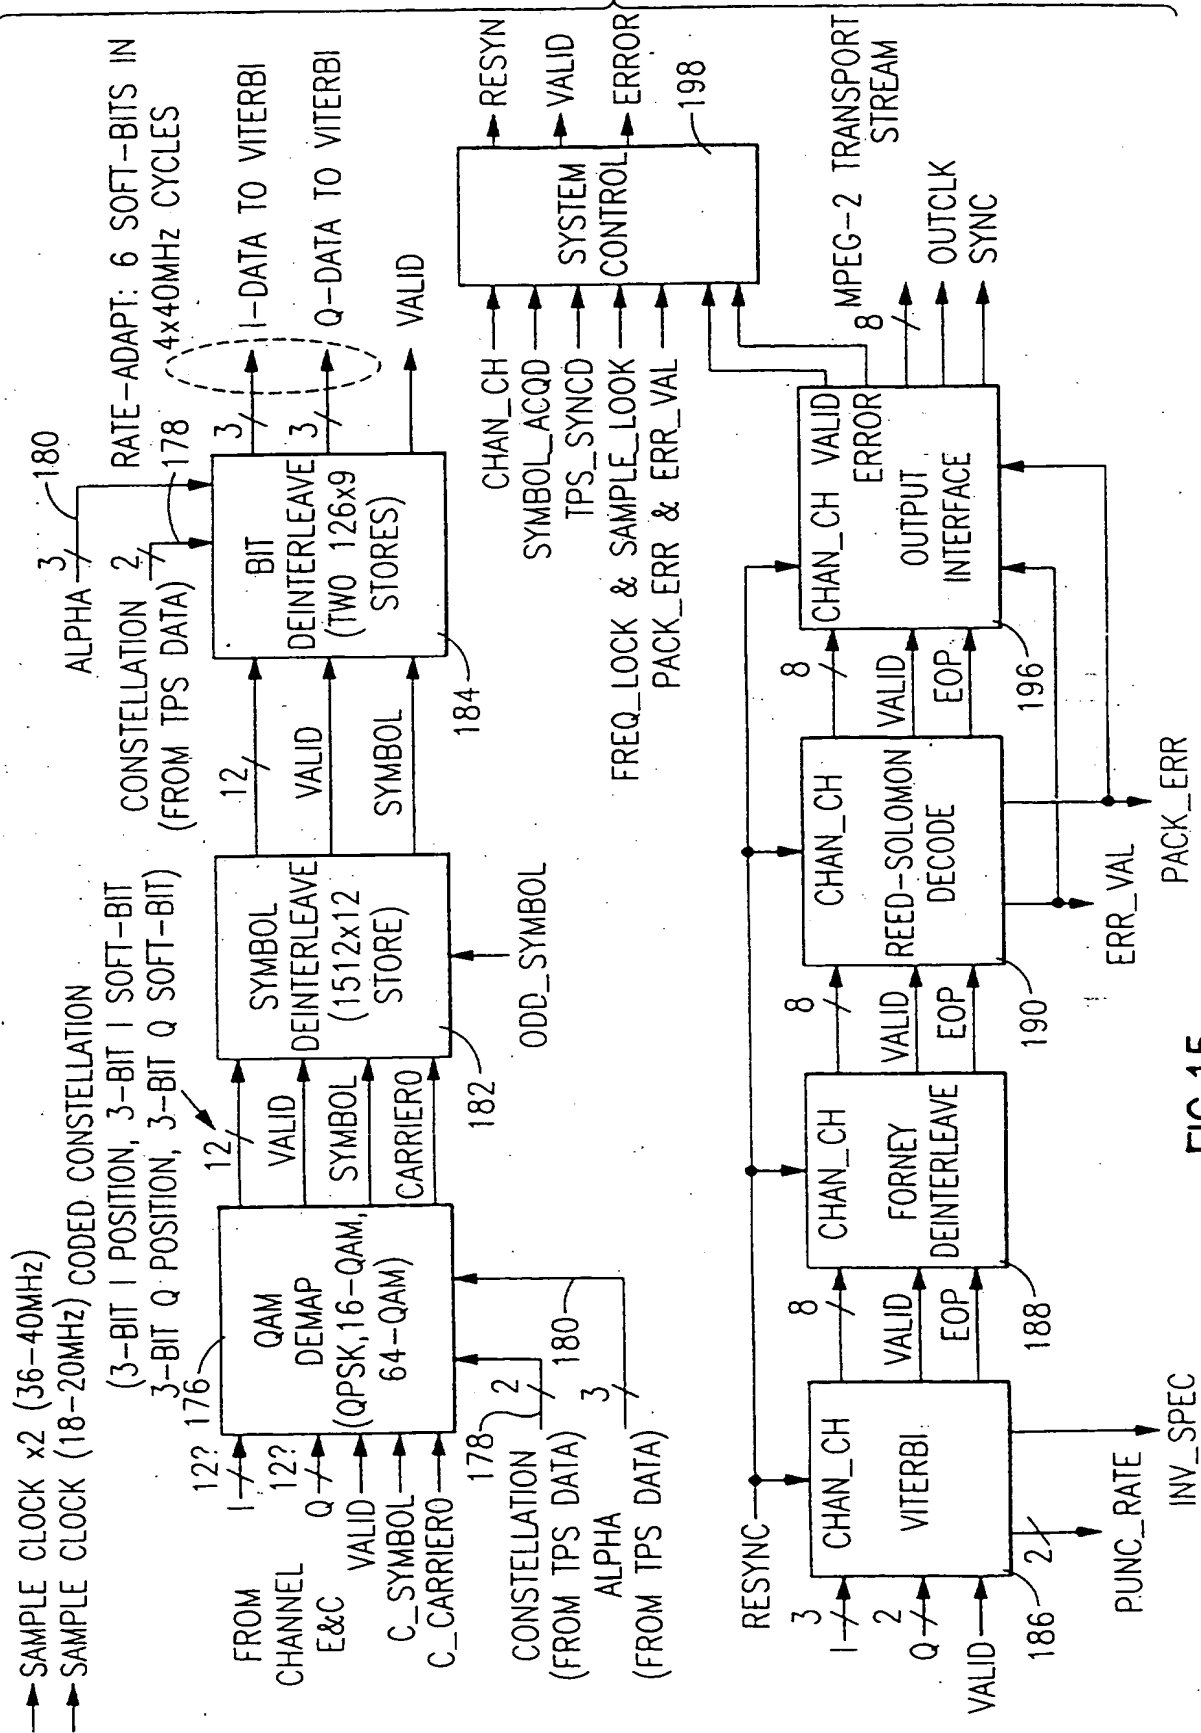 SAMPLE CLOCK x2 (36-40MHz)
SAMPLE CLOCK (18-20MHz)
CODED CONSTELLATION
(3-BIT I POSITION, 3-BIT I SOFT-BIT
3-BIT Q POSITION, 3-BIT Q SOFT-BIT)
176
12?
I
12?
Q
FROM
CHANNEL
E&C
VALID
C_SYMBOL
C_CARRIER0
QAM
DEMAP
(QPSK,16-QAM,
64-QAM)
178
2
CONSTELLATION
(FROM TPS DATA)
3
ALPHA
(FROM TPS DATA)
180
12
VALID
SYMBOL
CARRIER0
SYMBOL
DEINTERLEAVE
(1512x12
STORE)
182
ODD_SYMBOL
12
VALID
SYMBOL
ALPHA
3
180
CONSTELLATION
2
(FROM TPS DATA)
178
BIT
DEINTERLEAVE
(TWO 126x9
STORES)
184
RATE-ADAPT: 6 SOFT-BITS IN
4x40MHz CYCLES
3
I-DATA TO VITERBI
3
Q-DATA TO VITERBI
VALID
CHAN_CH
SYMBOL_ACQD
TPS_SYNCD
FREQ_LOCK & SAMPLE_LOOK
PACK_ERR & ERR_VAL
SYSTEM
CONTROL
198
RESYN
VALID
ERROR
RESYNC
3
I
2
Q
VALID
186
CHAN_CH
VITERBI
2
P.UNC_RATE
INV_SPEC
8
VALID
EOP
188
CHAN_CH
FORNEY
DEINTERLEAVE
8
VALID
EOP
190
CHAN_CH
REED-SOLOMON
DECODE
ERR_VAL
PACK_ERR
8
VALID
EOP
196
CHAN_CH VALID
ERROR
OUTPUT
INTERFACE
8
MPEG-2 TRANSPORT
STREAM
OUTCLK
SYNC